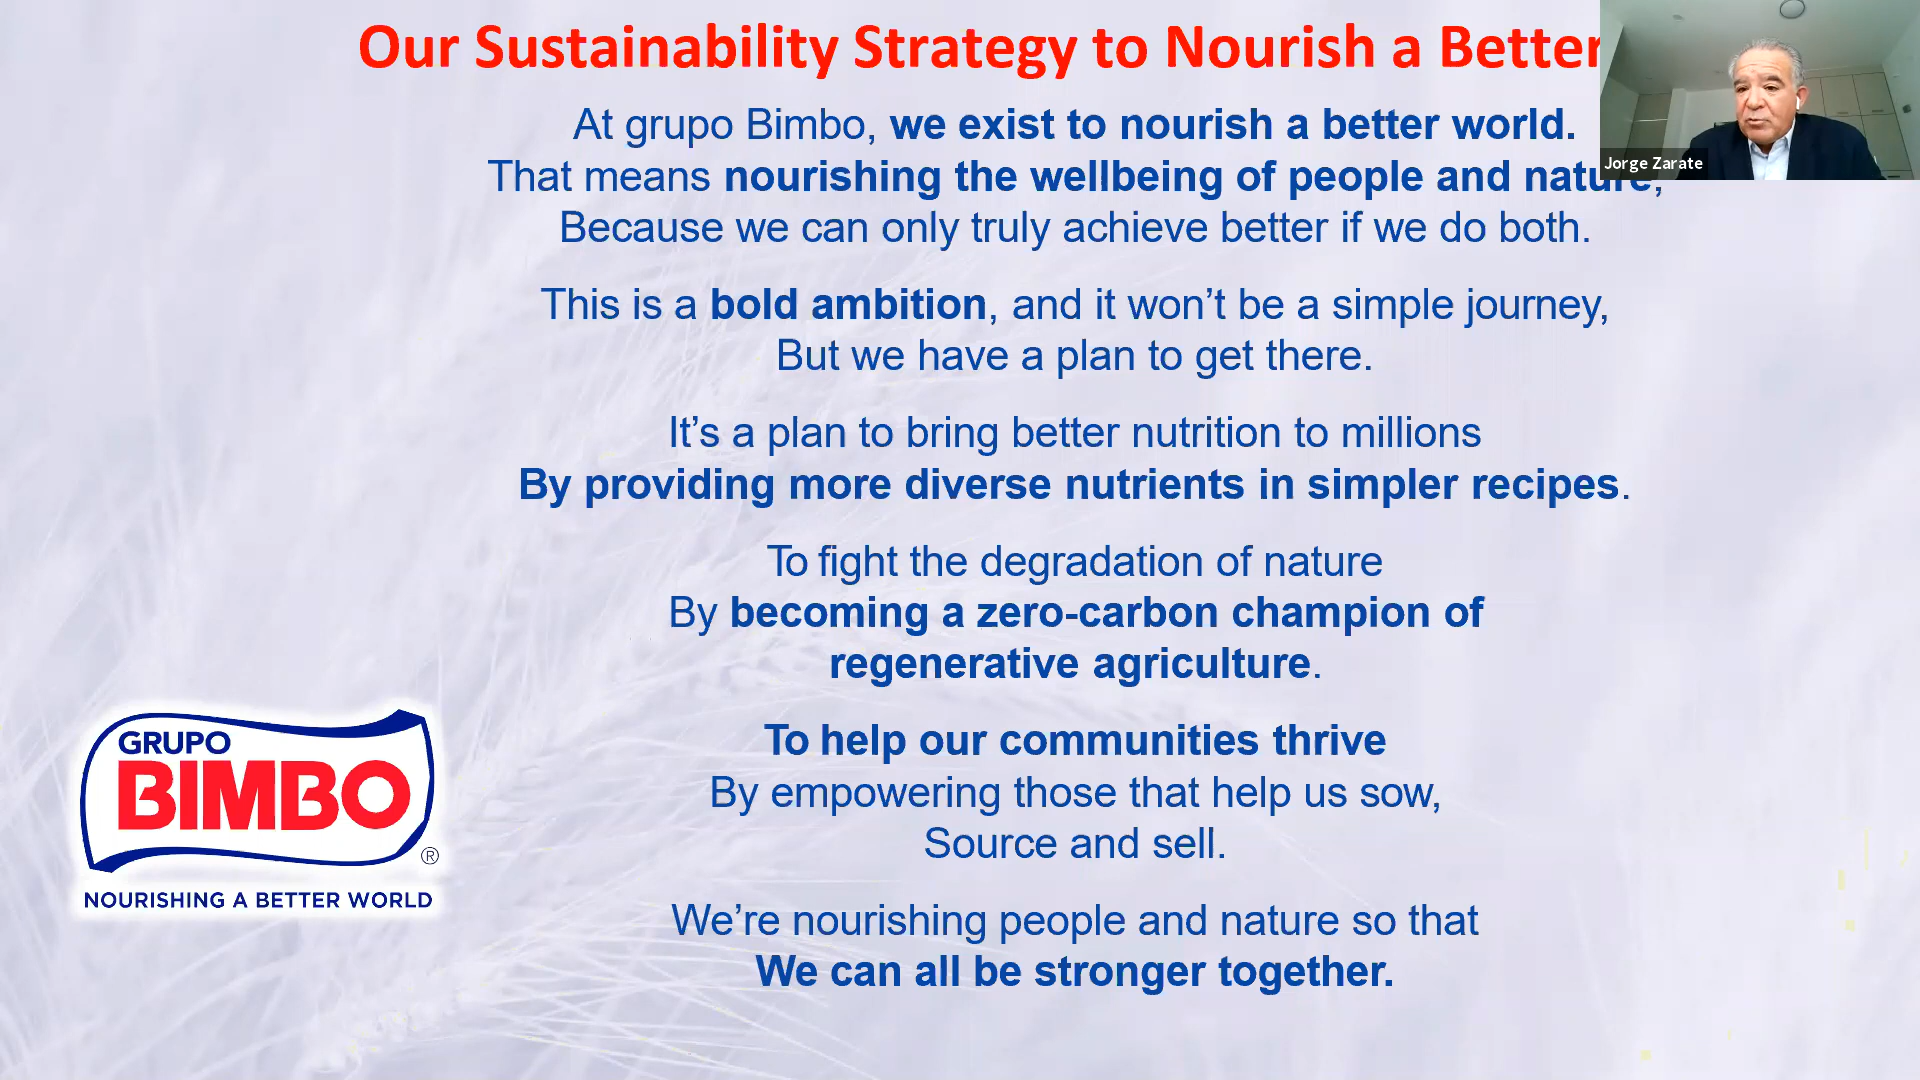 Our Sustainability Strategy to Nourish a Better
At grupo Bimbo, we exist to nourish a better world.
That means nourishing the wellbeing of people and nature,
Because we can only truly achieve better if we do both.
This is a bold ambition, and it won’t be a simple journey,
But we have a plan to get there.
It’s a plan to bring better nutrition to millions
By providing more diverse nutrients in simpler recipes.
To fight the degradation of nature
By becoming a zero-carbon champion of
regenerative agriculture.
To help our communities thrive
By empowering those that help us sow,
Source and sell.
We’re nourishing people and nature so that
We can all be stronger together.
GRUPO
BIMBO
®
NOURISHING A BETTER WORLD
Jorge Zarate